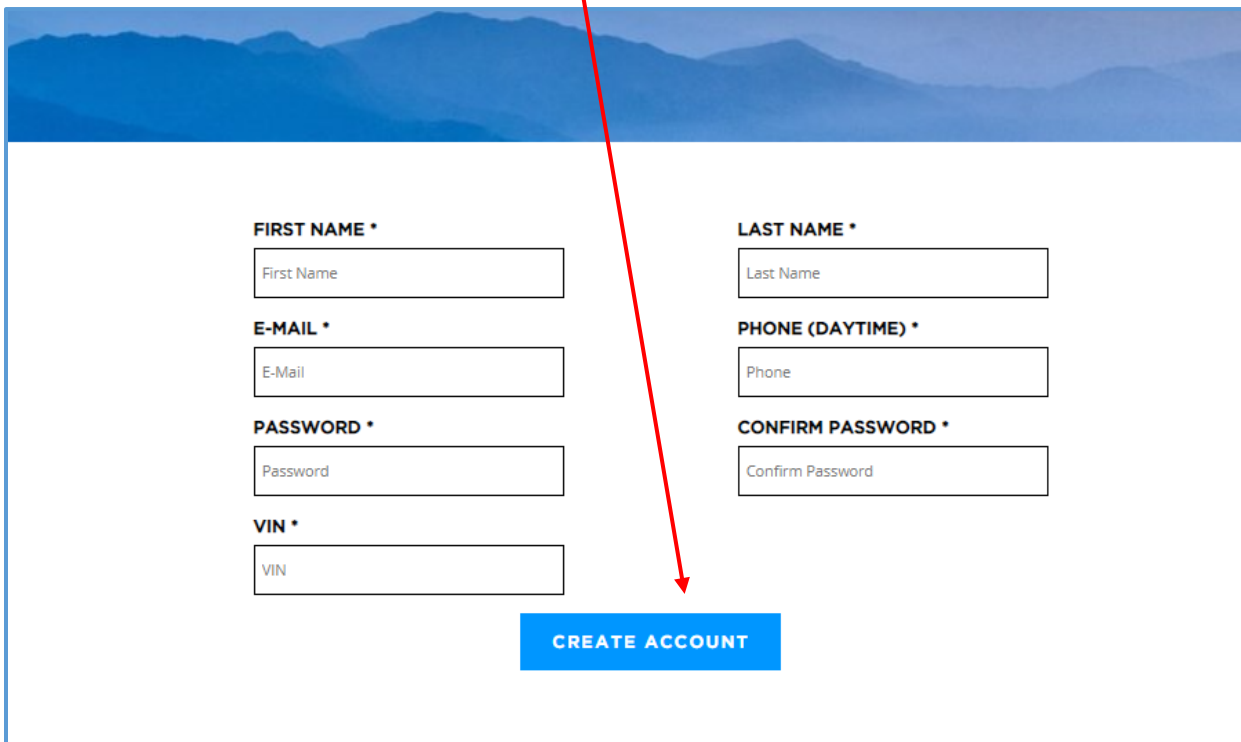 FIRST NAME *
LAST NAME *
First Name
Last Name
E-MAIL *
PHONE (DAYTIME) *
E-Mail
Phone
PASSWORD *
CONFIRM PASSWORD *
Password
Confirm Password
VIN *
VIN
CREATE ACCOUNT